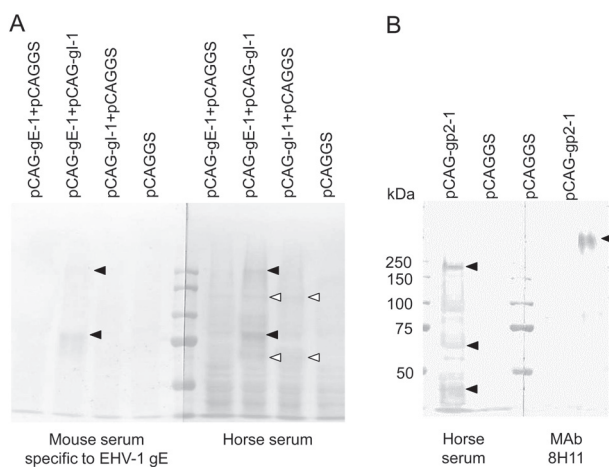 A
pCAG-gE-1+pCAGGS
pCAG-gE-1+pCAG-gI-1
pCAG-gI-1+pCAGGS
pCAGGS
pCAG-gE-1+pCAGGS
pCAG-gE-1+pCAG-gI-1
pCAG-gI-1+pCAGGS
pCAGGS
Mouse serum
specific to EHV-1 gE
Horse serum
B
pCAG-gp2-1
pCAGGS
pCAGGS
pCAG-gp2-1
kDa
250
150
100
75
50
Horse
serum
MAb
8H11